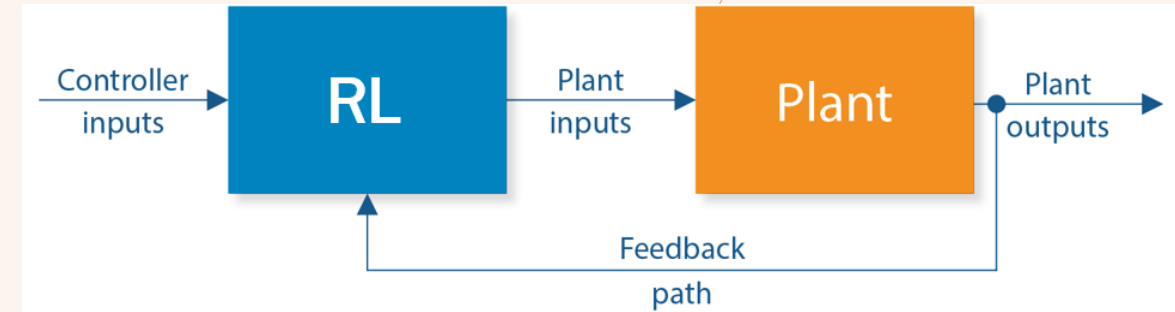 Controller
inputs
RL
Plant
inputs
Plant
Plant
outputs
Feedback
path